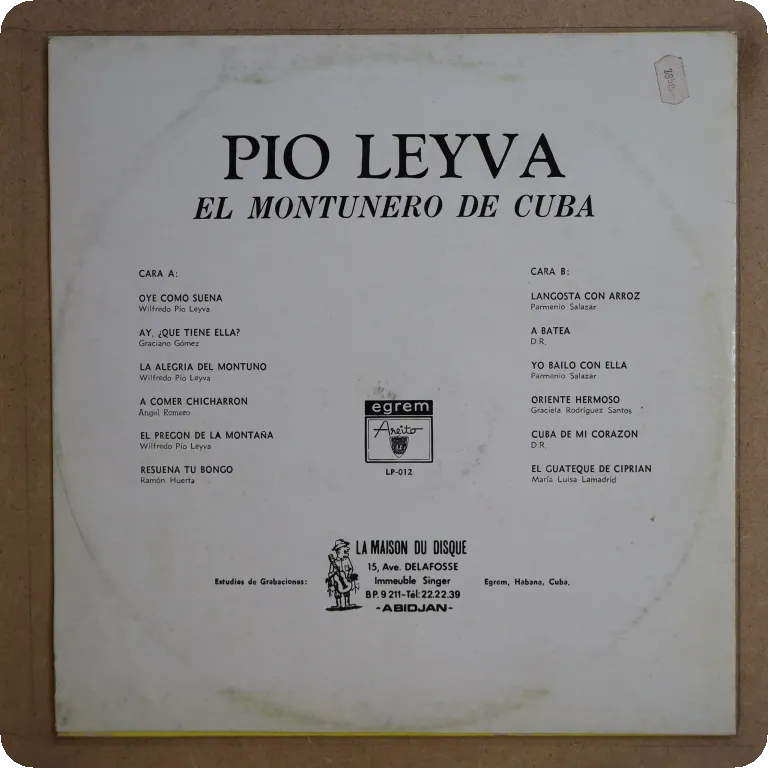 PIO LEYVA
EL MONTUNERO DE CUBA
CARA A:
OYE COMO SUENA
Wilfredo Pío Leyva
AY, ¿QUE TIENE ELLA?
Graciano Gómez
LA ALEGRIA DEL MONTUNO
Wilfredo Pío Leyva
A COMER CHICHARRON
Angel Romero
EL PREGON DE LA MONTAÑA
Wilfredo Pío Leyva
RESUENA TU BONGO
Ramón Huerta
CARA B:
LANGOSTA CON ARROZ
Parmenio Salazar
A BATEA
D.R.
YO BAILO CON ELLA
Parmenio Salazar
ORIENTE HERMOSO
Graciela Rodríguez Santos
CUBA DE MI CORAZON
D.R.
EL GUATEQUE DE CIPRIAN
María Luisa Lamadrid
egrem
Areito
LP-012
LA MAISON DU DISQUE
15, Ave. DELAFOSSE
Immeuble Singer
BP. 9 211-Tél: 22.22.39
-ABIDJAN-
Estudios de Grabaciones:
Egrem, Habana, Cuba.